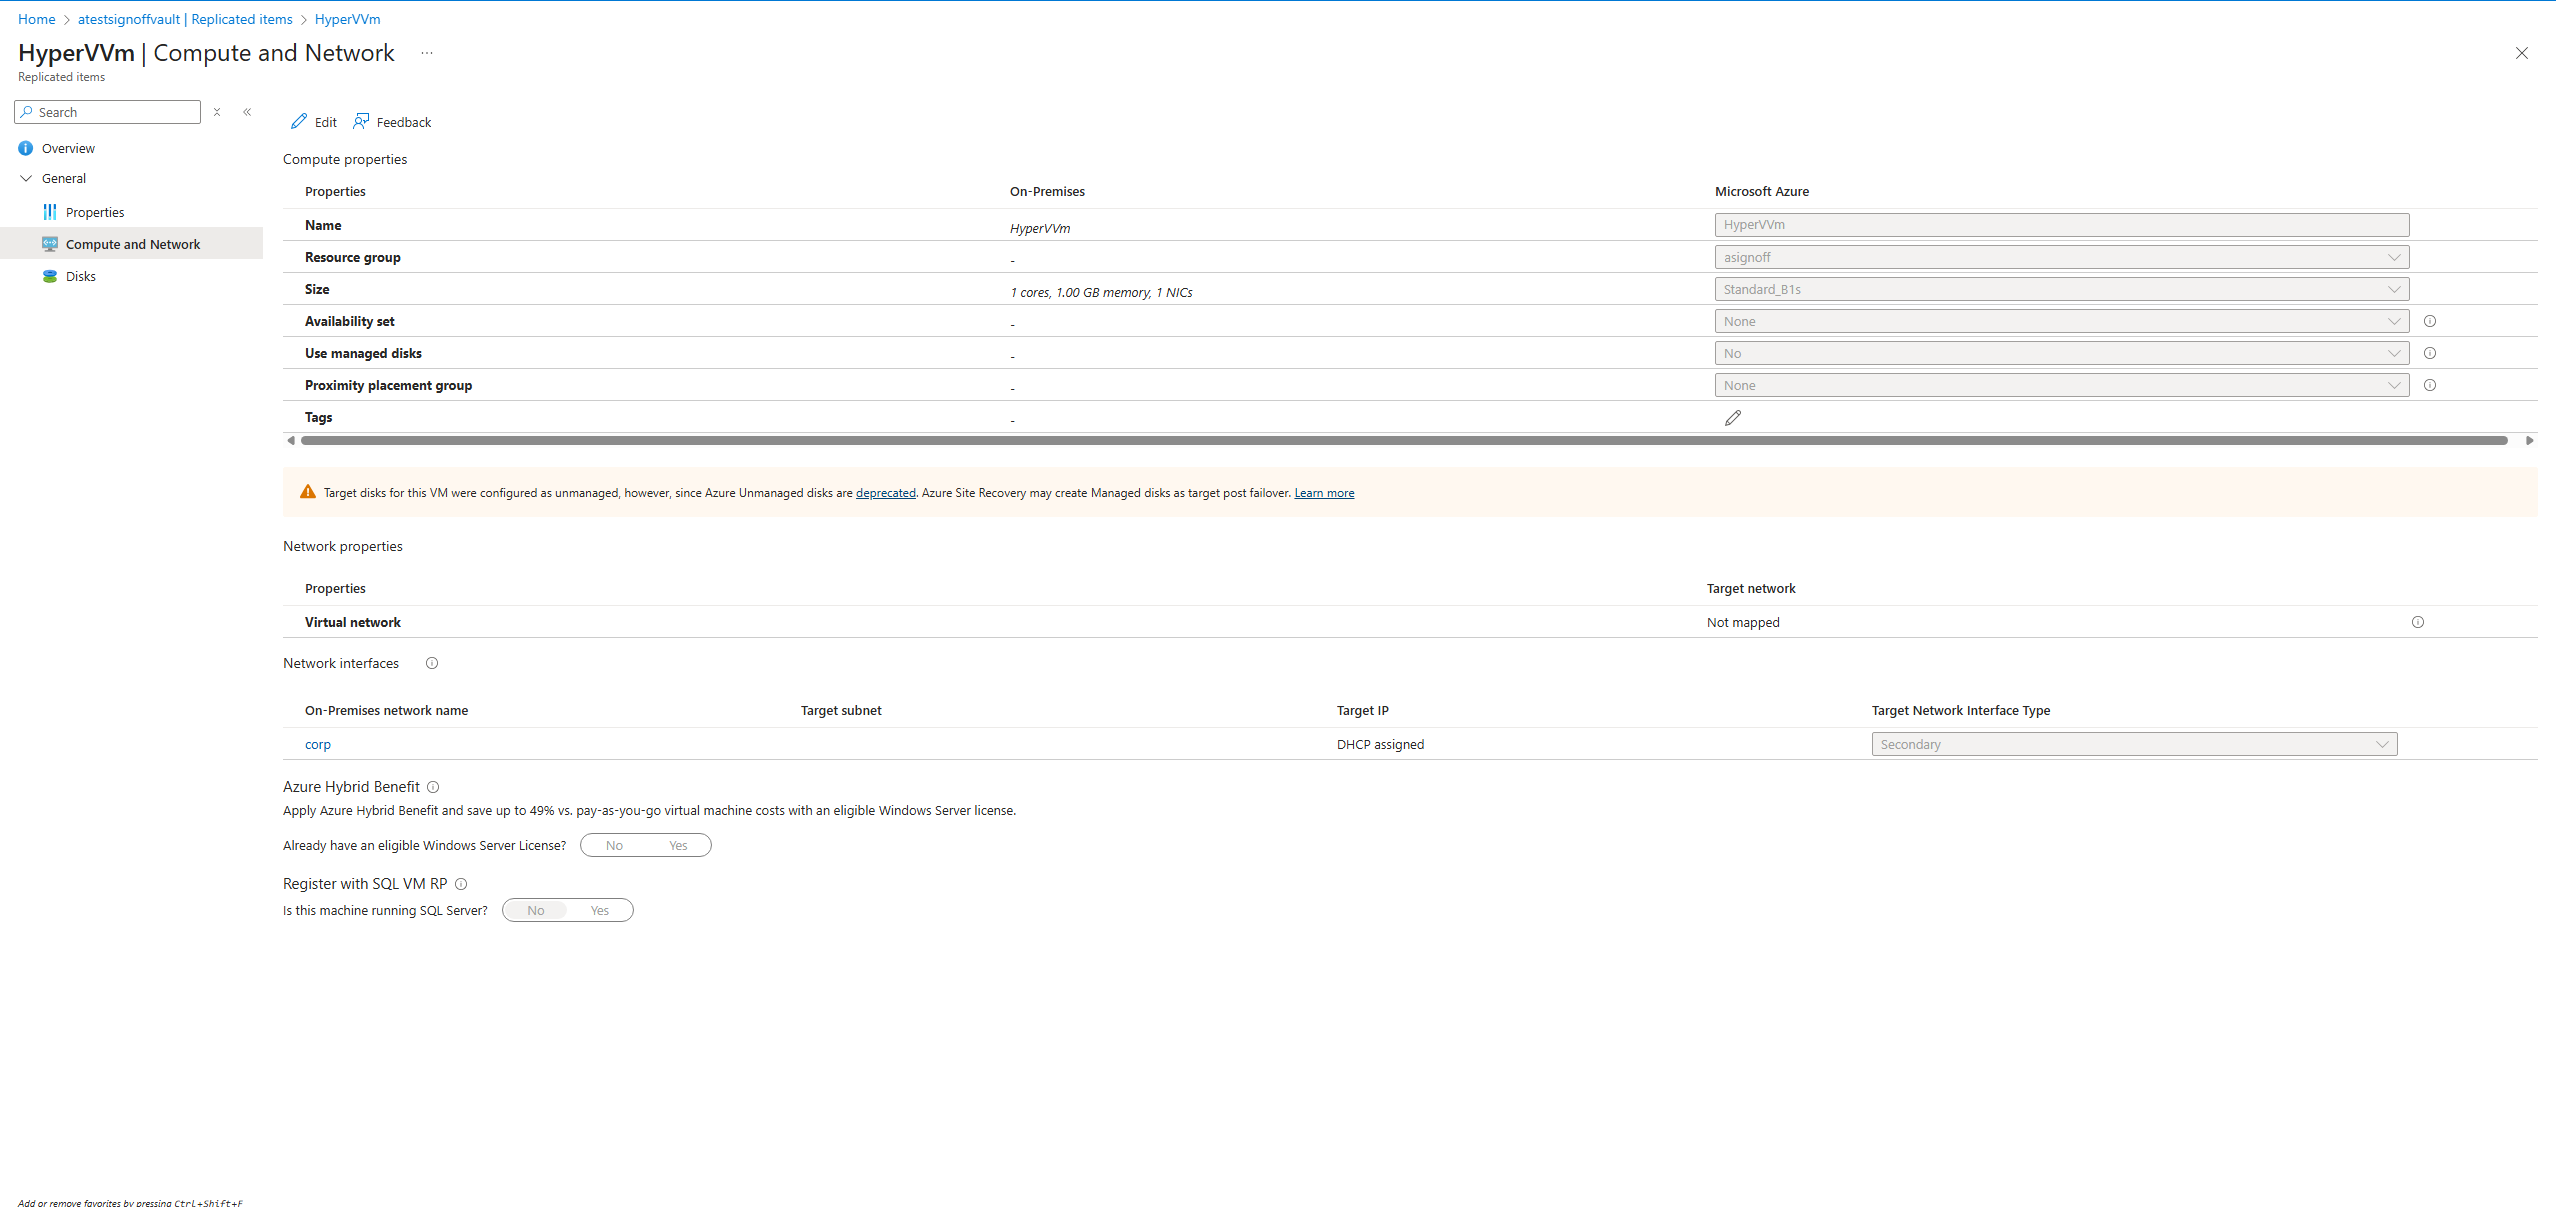 Home > atestsignoffvault | Replicated items > HyperVVm
HyperVVm | Compute and Network ...
Replicated items
Search
Overview
General
Properties
Compute and Network
Disks
Edit Feedback
Compute properties
Properties On-Premises Microsoft Azure
Name HyperVVm HyperVVm
Resource group - asignoff
Size 1 cores, 1.00 GB memory, 1 NICs Standard_B1s
Availability set - None
Use managed disks - No
Proximity placement group - None
Tags -
Target disks for this VM were configured as unmanaged, however, since Azure Unmanaged disks are deprecated. Azure Site Recovery may create Managed disks as target post failover. Learn more
Network properties
Properties Target network
Virtual network Not mapped
Network interfaces
On-Premises network name Target subnet Target IP Target Network Interface Type
corp DHCP assigned Secondary
Azure Hybrid Benefit
Apply Azure Hybrid Benefit and save up to 49% vs. pay-as-you-go virtual machine costs with an eligible Windows Server license.
Already have an eligible Windows Server License? No Yes
Register with SQL VM RP
Is this machine running SQL Server? No Yes
Add or remove favorites by pressing Ctrl+Shift+F